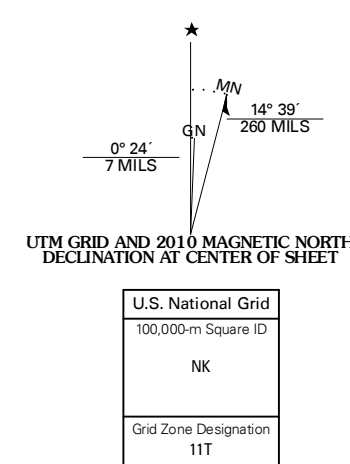 ★
MN
GN
14° 39´
260 MILS
0° 24´
7 MILS
UTM GRID AND 2010 MAGNETIC NORTH
DECLINATION AT CENTER OF SHEET
U.S. National Grid
100,000-m Square ID
NK
Grid Zone Designation
11T